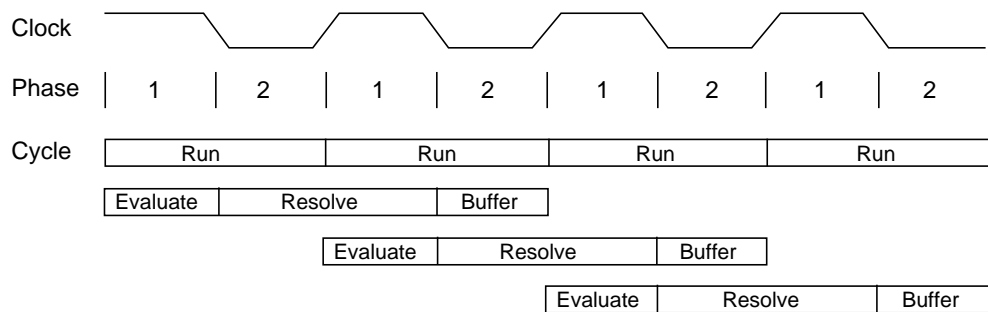 Clock
Phase 1 2 1 2 1 2 1 2
Cycle Run Run Run Run
Evaluate Resolve Buffer
Evaluate Resolve Buffer
Evaluate Resolve Buffer